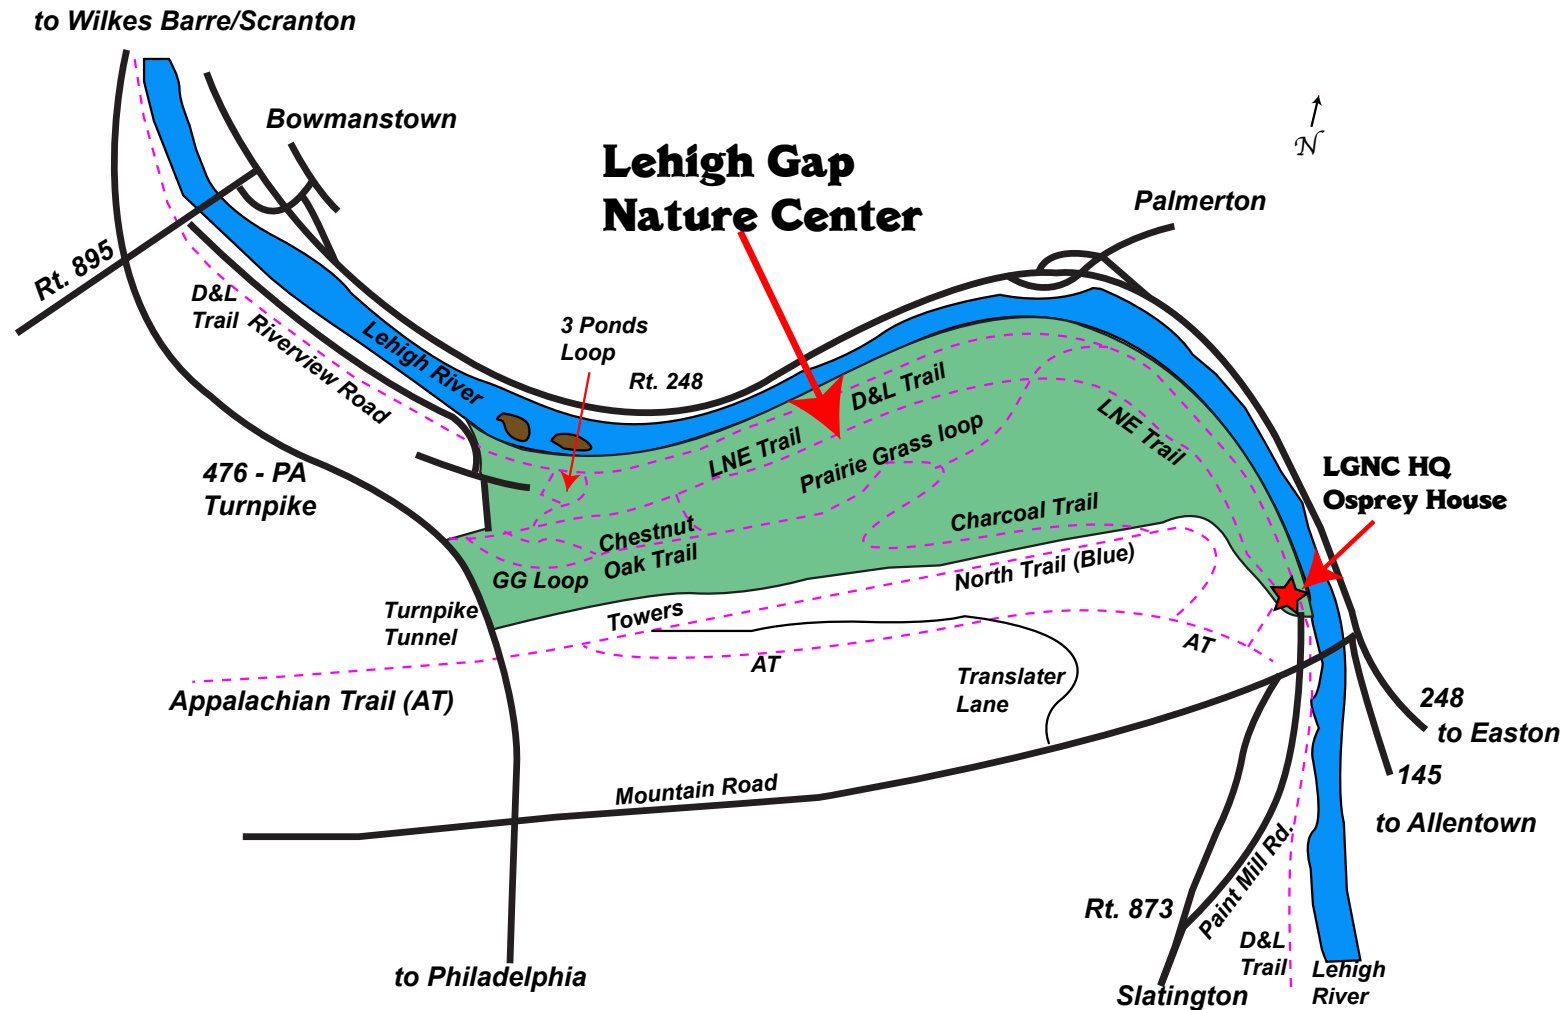 to Wilkes Barre/Scranton
Bowmanstown
N
Lehigh Gap
Nature Center
Palmerton
Rt. 895
D&L
Trail
Riverview Road
Lehigh River
3 Ponds
Loop
Rt. 248
D&L Trail
LNE Trail
Prairie Grass loop
LNE Trail
476 - PA
Turnpike
LGNC HQ
Osprey House
Chestnut
Oak Trail
Charcoal Trail
GG Loop
North Trail (Blue)
Turnpike
Tunnel
Towers
AT
AT
Appalachian Trail (AT)
Translater
Lane
248
to Easton
145
to Allentown
Mountain Road
Paint Mill Rd.
Rt. 873
D&L
Trail
Lehigh
River
to Philadelphia
Slatington